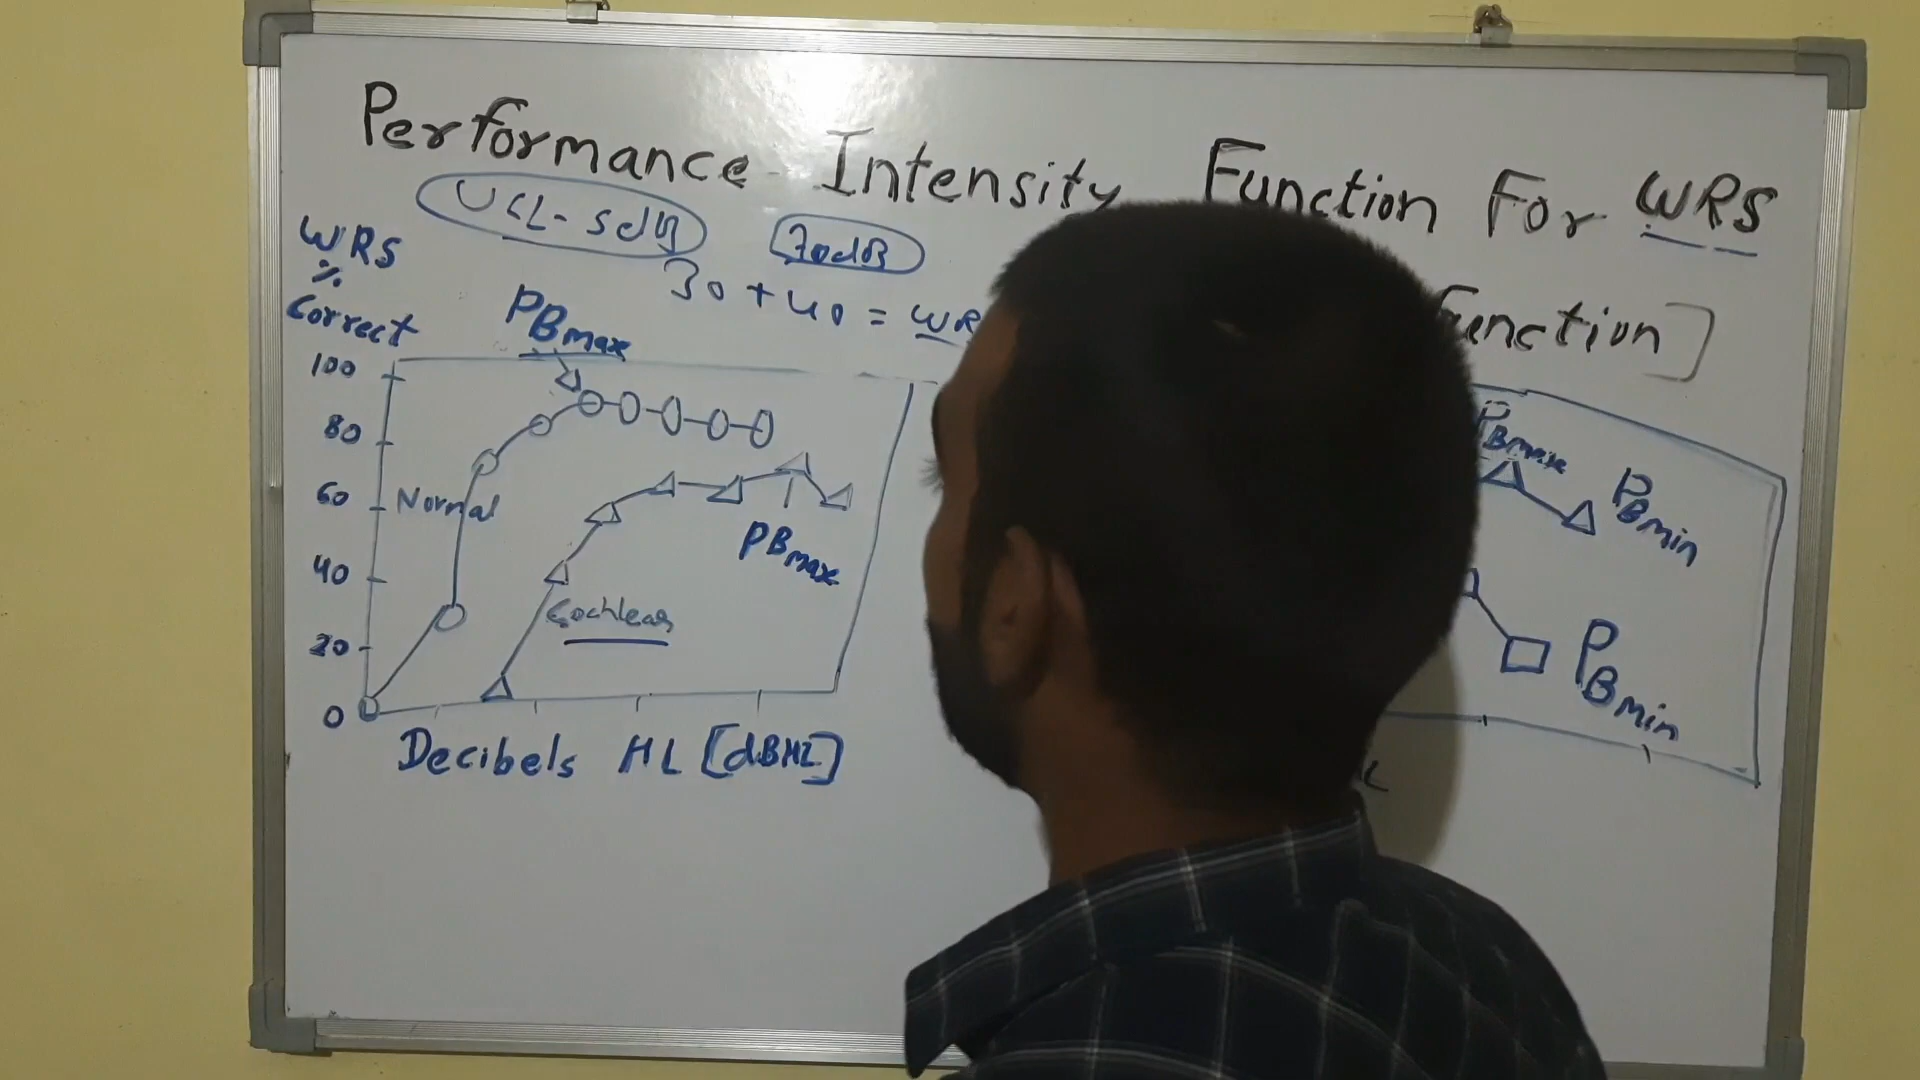 Performance Intensity Function For WRS
UCL-5dB
70dB
30 + 40 = WR
Function]
WRS
%
Correct
PBmax
100
80
60
40
20
0
Normal
Cochlear
PBmax
Decibels HL [dBHL]
PBmax
PBmin
PBmin